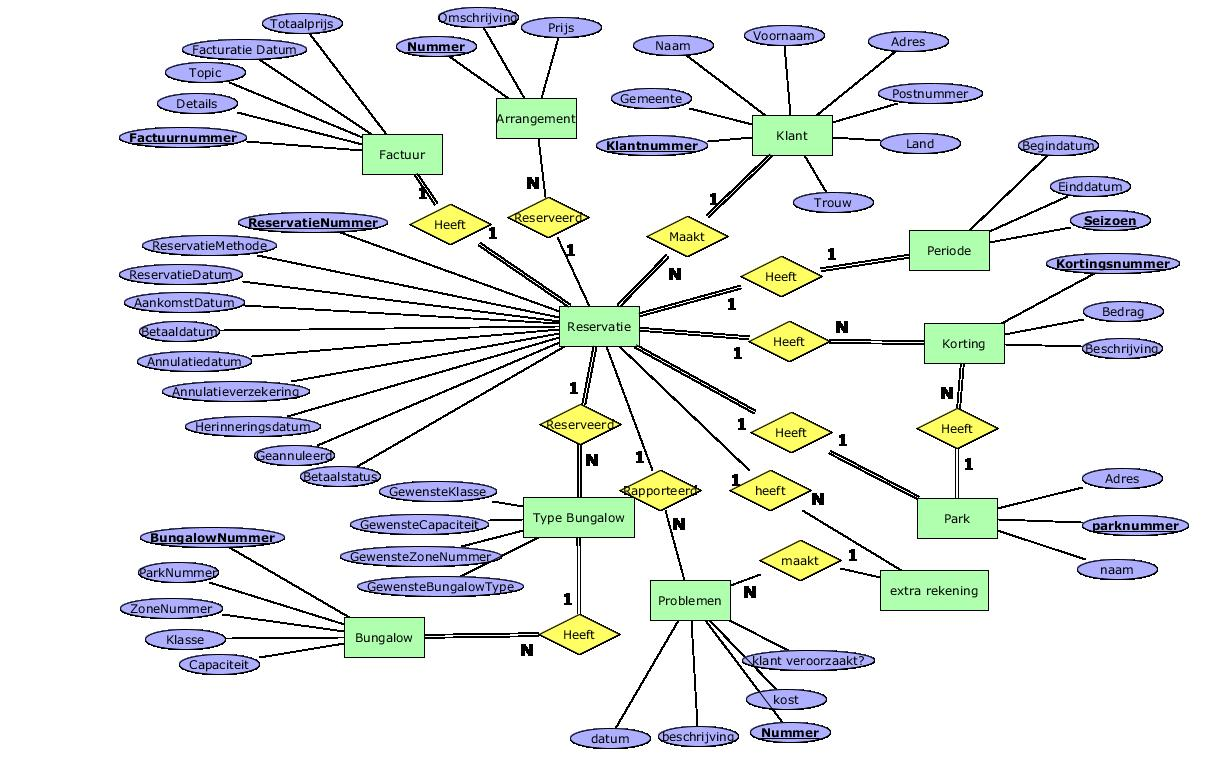 Omschrijving
Totaalprijs
Prijs
Voornaam
Adres
Naam
Nummer
Facturatie Datum
Topic
Postnummer
Gemeente
Details
Arrangement
Klant
Factuurnummer
Land
Klantnummer
Begindatum
Factuur
Einddatum
N
1
1
Trouw
Reserveerd
Seizoen
ReservatieNummer
Heeft
1
Maakt
ReservatieMethode
1
1
Periode
Kortingsnummer
ReservatieDatum
N
Heeft
AankomstDatum
1
Bedrag
Reservatie
N
Betaaldatum
Heeft
Korting
Beschrijving
1
Annulatiedatum
Annulatieverzekering
1
N
Herinneringsdatum
Reserveerd
1
Heeft
1
Heeft
Geannuleerd
N
1
1
Betaalstatus
Adres
1
GewensteKlasse
Rapporteerd
heeft
N
Type Bungalow
Park
GewensteCapaciteit
N
parknummer
BungalowNummer
GewensteZoneNummer
maakt
1
naam
ParkNummer
GewensteBungalowType
N
extra rekening
1
Problemen
ZoneNummer
Klasse
Bungalow
Heeft
N
Capaciteit
klant veroorzaakt?
kost
Nummer
datum
beschrijving